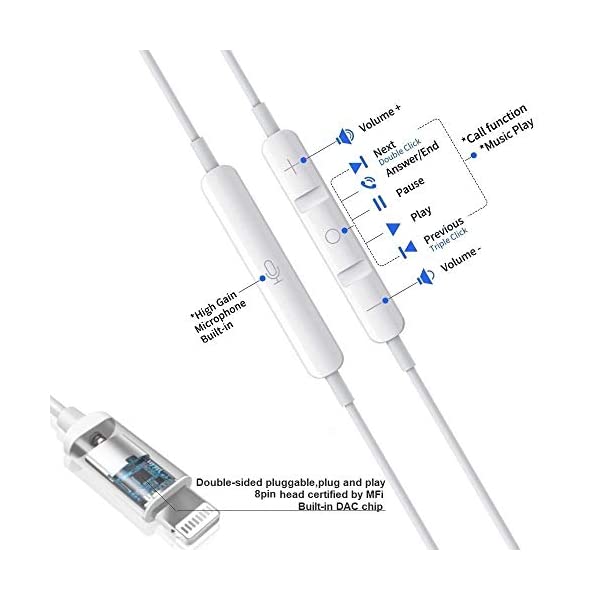 Volume +
Next
Double Click
Answer/End
Pause
Play
Previous
Triple Click
Volume -
*Call function
*Music Play
*High Gain
Microphone
Built-in
Double-sided pluggable,plug and play
8pin head certified by MFi
Built-in DAC chip